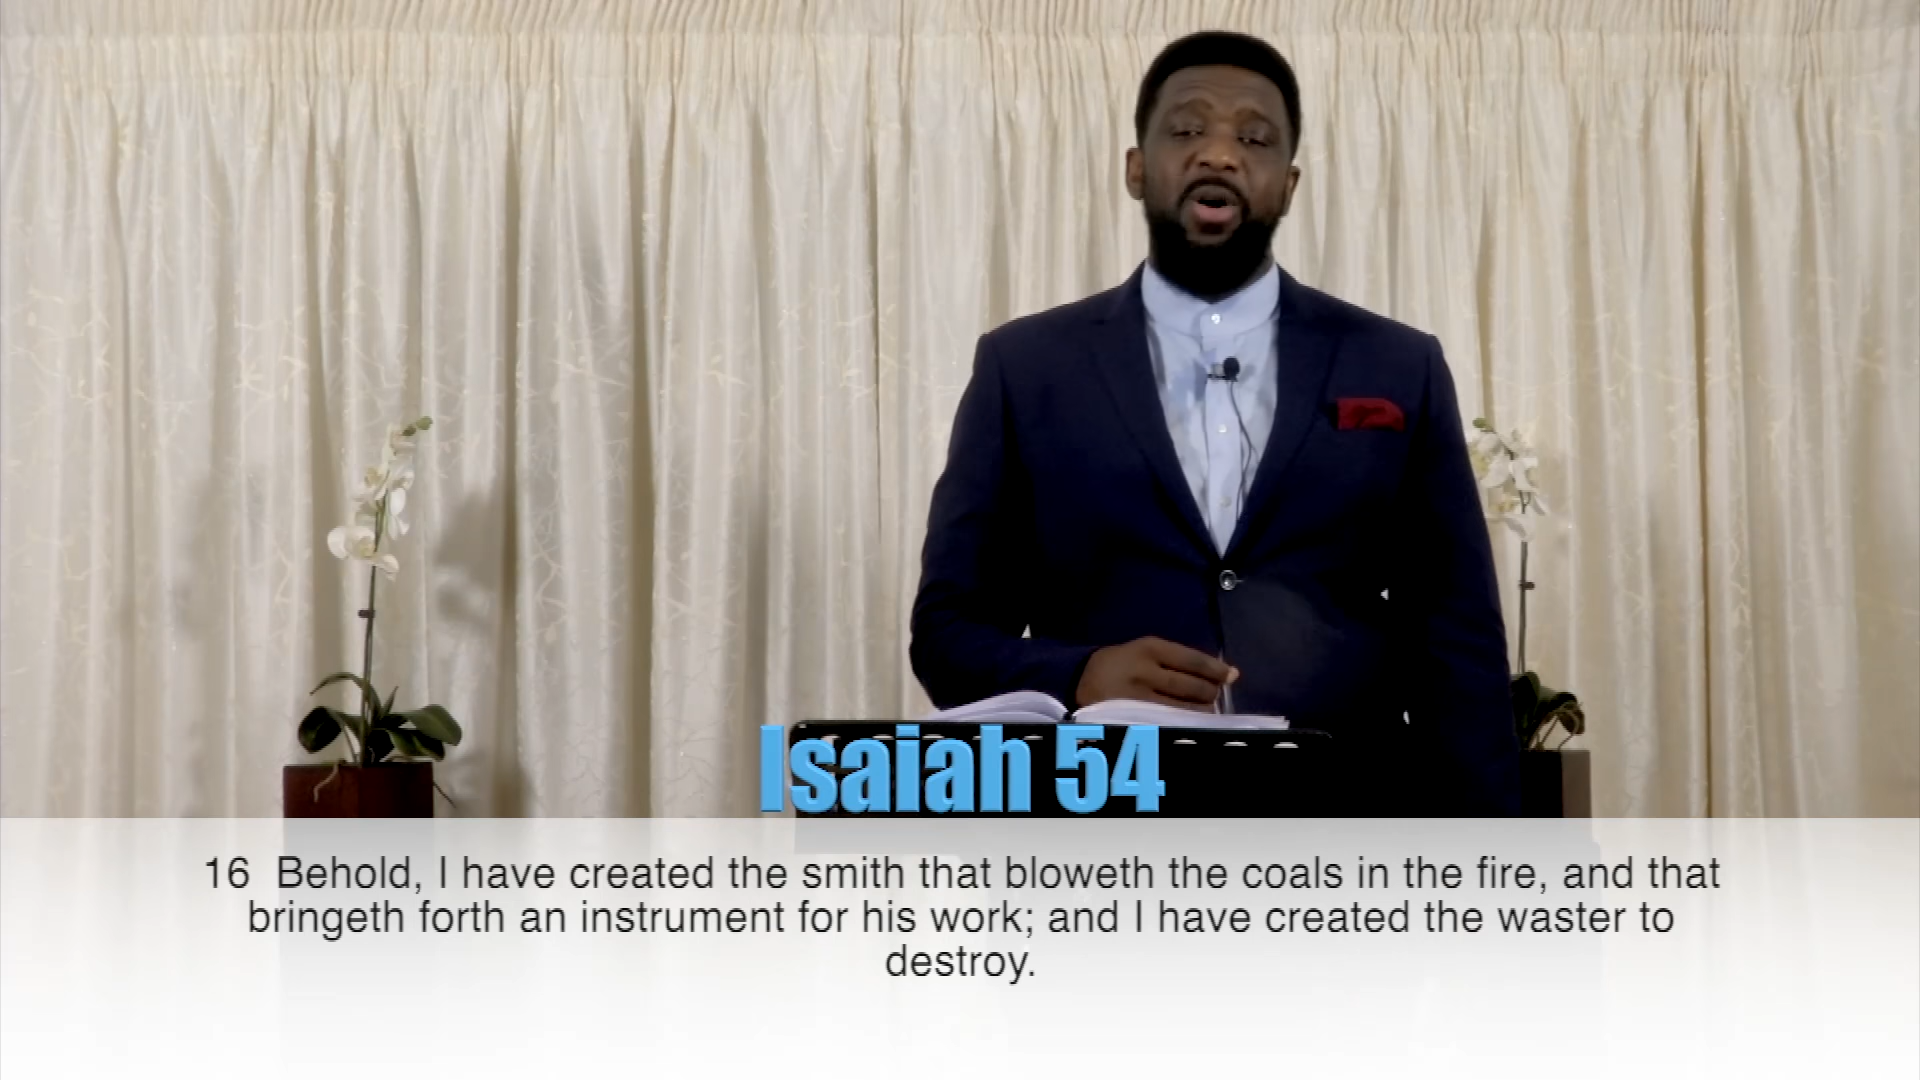 Isaiah 54
16 Behold, I have created the smith that bloweth the coals in the fire, and that
bringeth forth an instrument for his work; and I have created the waster to
destroy.